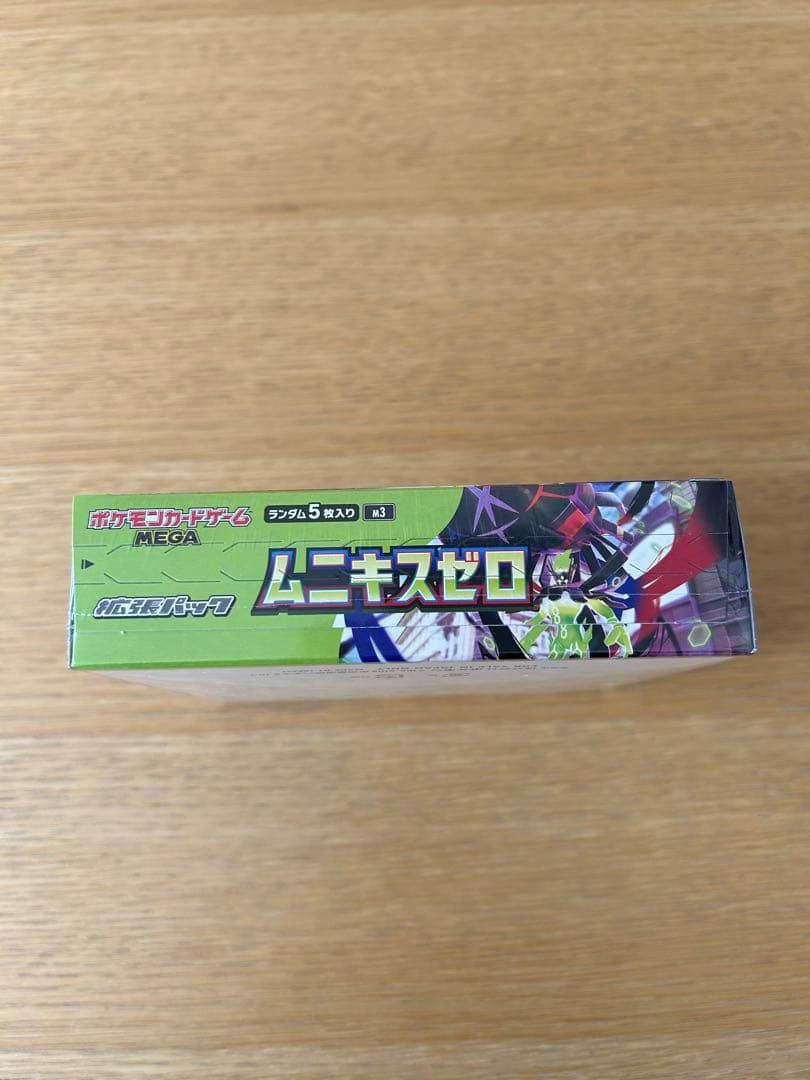 ポケモンカードゲーム
MEGA
ランダム5枚入り
M3
拡張パック
ムニキスゼロ